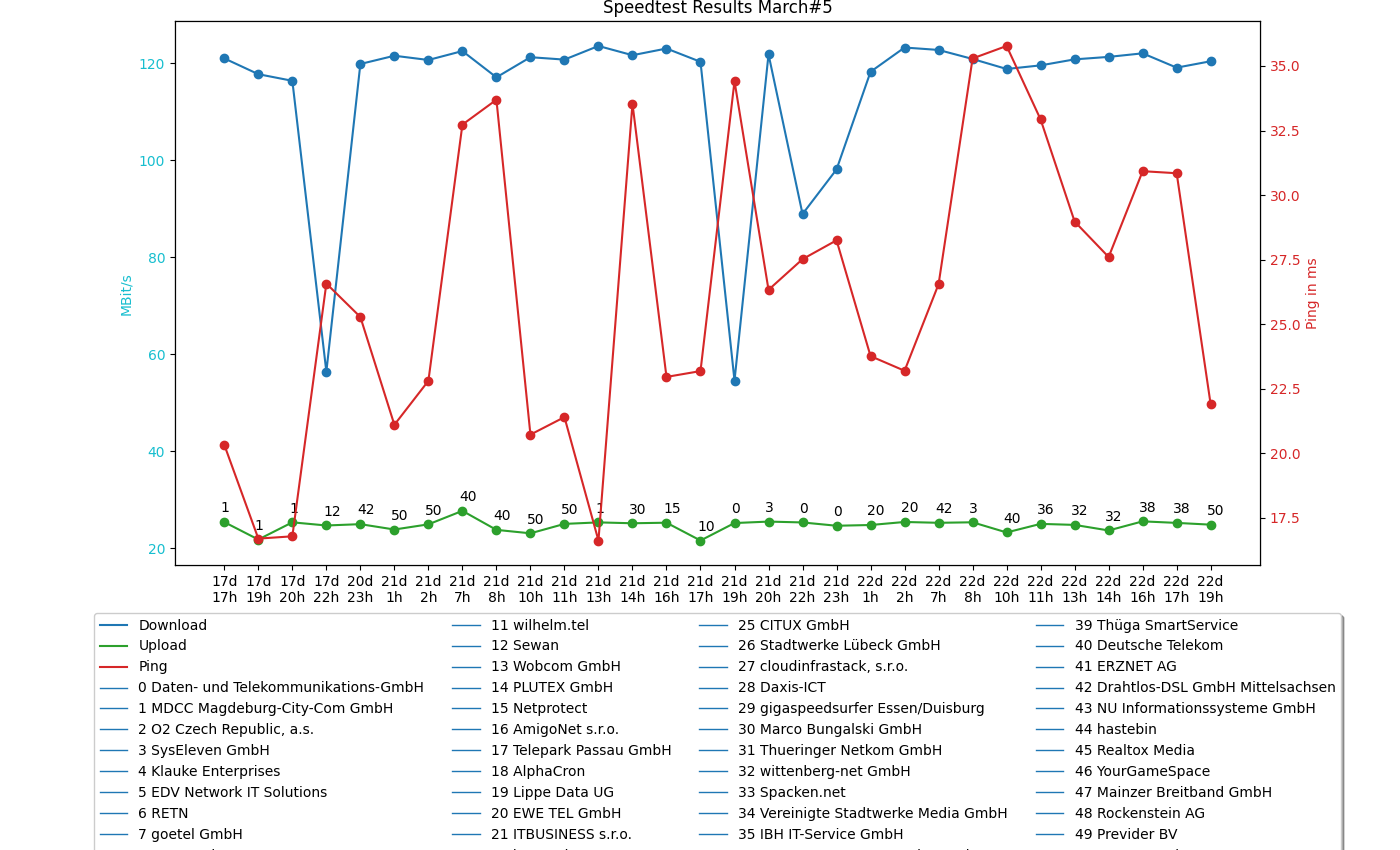 Speedtest Results March#5
120
100
80
60
40
20
MBit/s
35.0
32.5
30.0
27.5
25.0
22.5
20.0
17.5
Ping in ms
1 1 1 12 42 50 50 40 40 50 50 1 30 15 10 0 3 0 0 20 20 42 3 40 36 32 32 38 38 50
17d 17d 17d 17d 20d 21d 21d 21d 21d 21d 21d 21d 21d 21d 21d 21d 21d 21d 21d 22d 22d 22d 22d 22d 22d 22d 22d 22d 22d 22d
17h 19h 20h 22h 23h 1h 2h 7h 8h 10h 11h 13h 14h 16h 17h 19h 20h 22h 23h 1h 2h 7h 8h 10h 11h 13h 14h 16h 17h 19h
Download
Upload
Ping
0 Daten- und Telekommunikations-GmbH
1 MDCC Magdeburg-City-Com GmbH
2 O2 Czech Republic, a.s.
3 SysEleven GmbH
4 Klauke Enterprises
5 EDV Network IT Solutions
6 RETN
7 goetel GmbH
11 wilhelm.tel
12 Sewan
13 Wobcom GmbH
14 PLUTEX GmbH
15 Netprotect
16 AmigoNet s.r.o.
17 Telepark Passau GmbH
18 AlphaCron
19 Lippe Data UG
20 EWE TEL GmbH
21 ITBUSINESS s.r.o.
25 CITUX GmbH
26 Stadtwerke Lübeck GmbH
27 cloudinfrastack, s.r.o.
28 Daxis-ICT
29 gigaspeedsurfer Essen/Duisburg
30 Marco Bungalski GmbH
31 Thueringer Netkom GmbH
32 wittenberg-net GmbH
33 Spacken.net
34 Vereinigte Stadtwerke Media GmbH
35 IBH IT-Service GmbH
39 Thüga SmartService
40 Deutsche Telekom
41 ERZNET AG
42 Drahtlos-DSL GmbH Mittelsachsen
43 NU Informationssysteme GmbH
44 hastebin
45 Realtox Media
46 YourGameSpace
47 Mainzer Breitband GmbH
48 Rockenstein AG
49 Previder BV